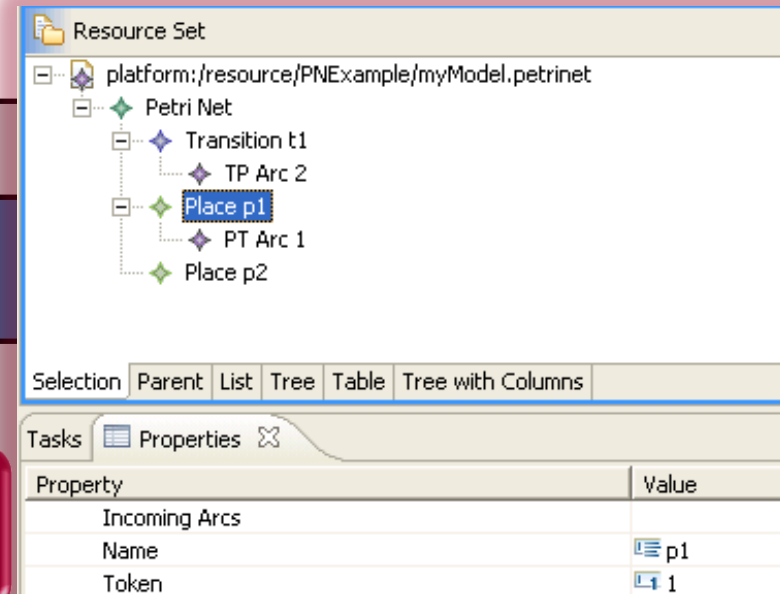 Resource Set
platform:/resource/PNExample/myModel.petrinet
Petri Net
Transition t1
TP Arc 2
Place p1
PT Arc 1
Place p2
Selection Parent List Tree Table Tree with Columns
Tasks Properties
Property Value
Incoming Arcs
Name p1
Token 1